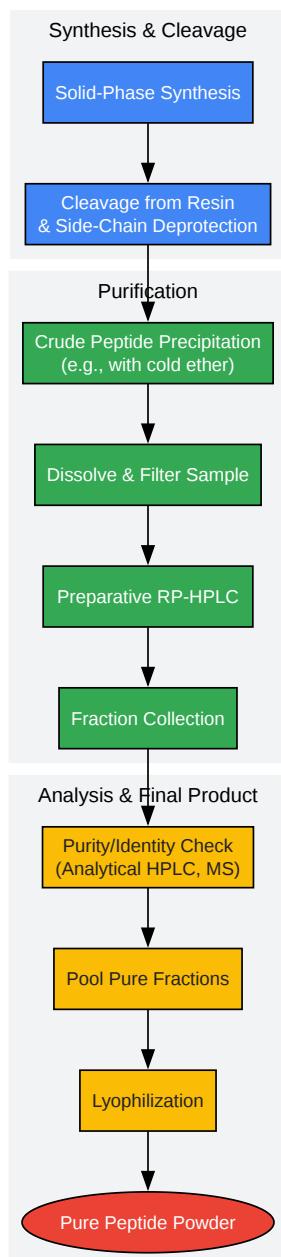 Synthesis & Cleavage
Solid-Phase Synthesis
Cleavage from Resin
& Side-Chain Deprotection
Purification
Crude Peptide Precipitation
(e.g., with cold ether)
Dissolve & Filter Sample
Preparative RP-HPLC
Fraction Collection
Analysis & Final Product
Purity/Identity Check
(Analytical HPLC, MS)
Pool Pure Fractions
Lyophilization
Pure Peptide Powder